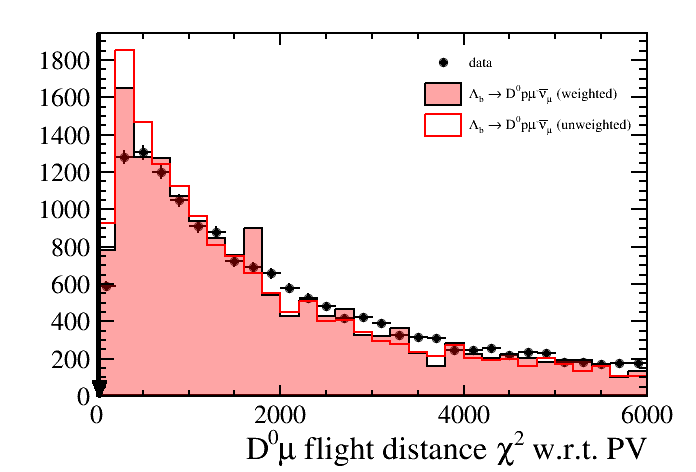 1800
1600
1400
1200
1000
800
600
400
200
0
data
Λb → D⁰pμ ν̄μ (weighted)
Λb → D⁰pμ ν̄μ (unweighted)
0 2000 4000 6000
D⁰μ flight distance χ² w.r.t. PV